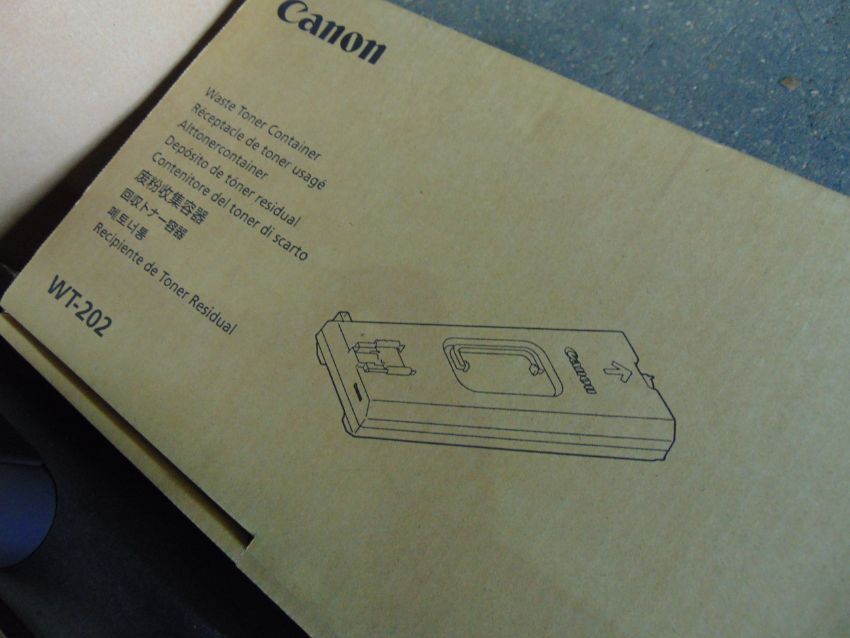 Canon
Waste Toner Container
Réceptacle de toner usagé
Alttonercontainer
Depósito de tóner residual
Contenitore del toner di scarto
废粉收集容器
回収トナー容器
폐토너통
Recipiente de Toner Residual
WT-202
Canon